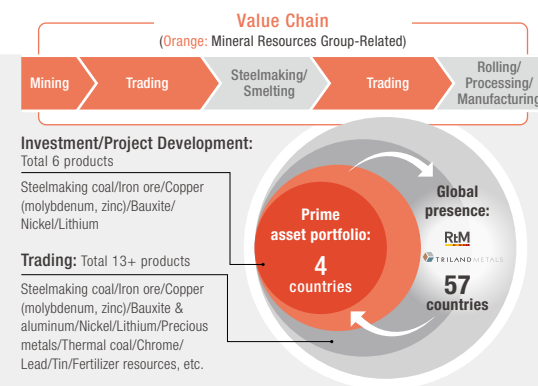 Value Chain
(Orange: Mineral Resources Group-Related)
Mining
Trading
Steelmaking/
Smelting
Trading
Rolling/
Processing/
Manufacturing
Investment/Project Development:
Total 6 products
Steelmaking coal/Iron ore/Copper
(molybdenum, zinc)/Bauxite/
Nickel/Lithium
Trading: Total 13+ products
Steelmaking coal/Iron ore/Copper
(molybdenum, zinc)/Bauxite &
aluminum/Nickel/Lithium/Precious
metals/Thermal coal/Chrome/
Lead/Tin/Fertilizer resources, etc.
Prime
asset portfolio:
4
countries
Global
presence:
RtM
TRILAND METALS
57
countries